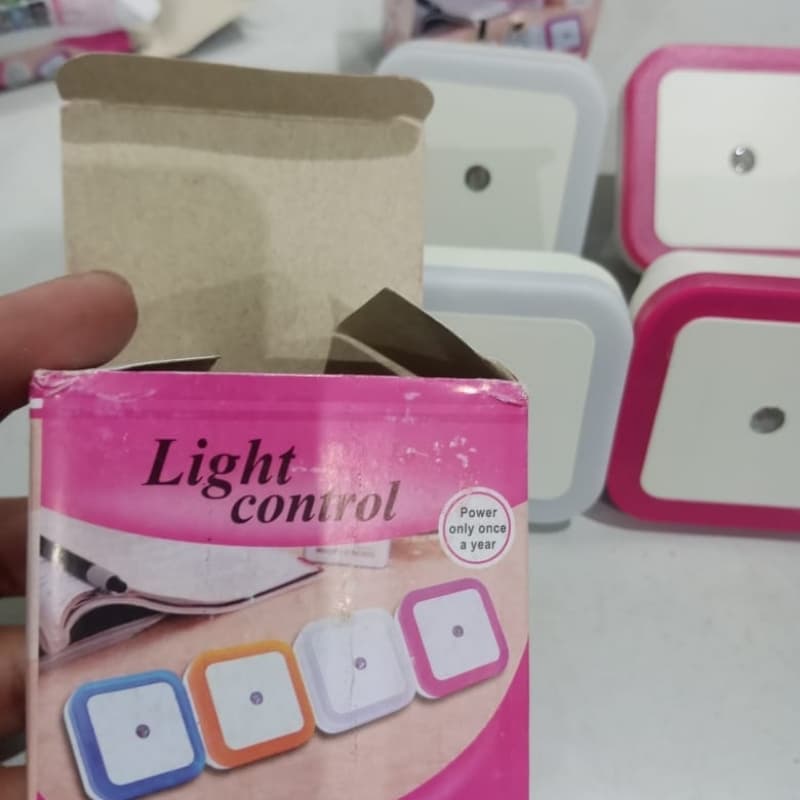 Light
control
Power
only once
a year